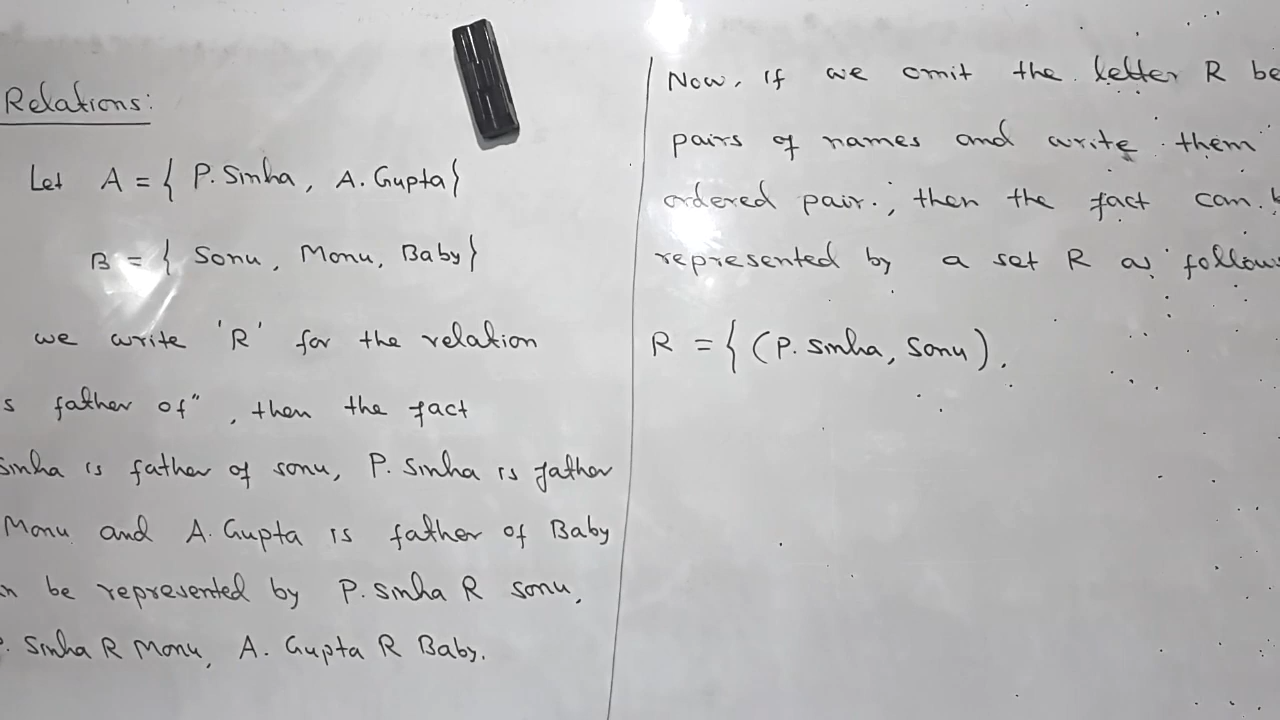 Relations:
Let A = { P. Sinha, A. Gupta}
B = { Sonu, Monu, Baby}
we write 'R' for the relation
s father of", then the fact
Sinha is father of sonu, P. Sinha is father
Monu and A. Gupta is father of Baby
n be represented by P. Sinha R sonu,
. Sinha R Monu, A. Gupta R Baby.
Now, if we omit the letter R be
pairs of names and write them
ordered pair, then the fact can b
represented by a set R as follows
R = { (P. Sinha, Sonu),